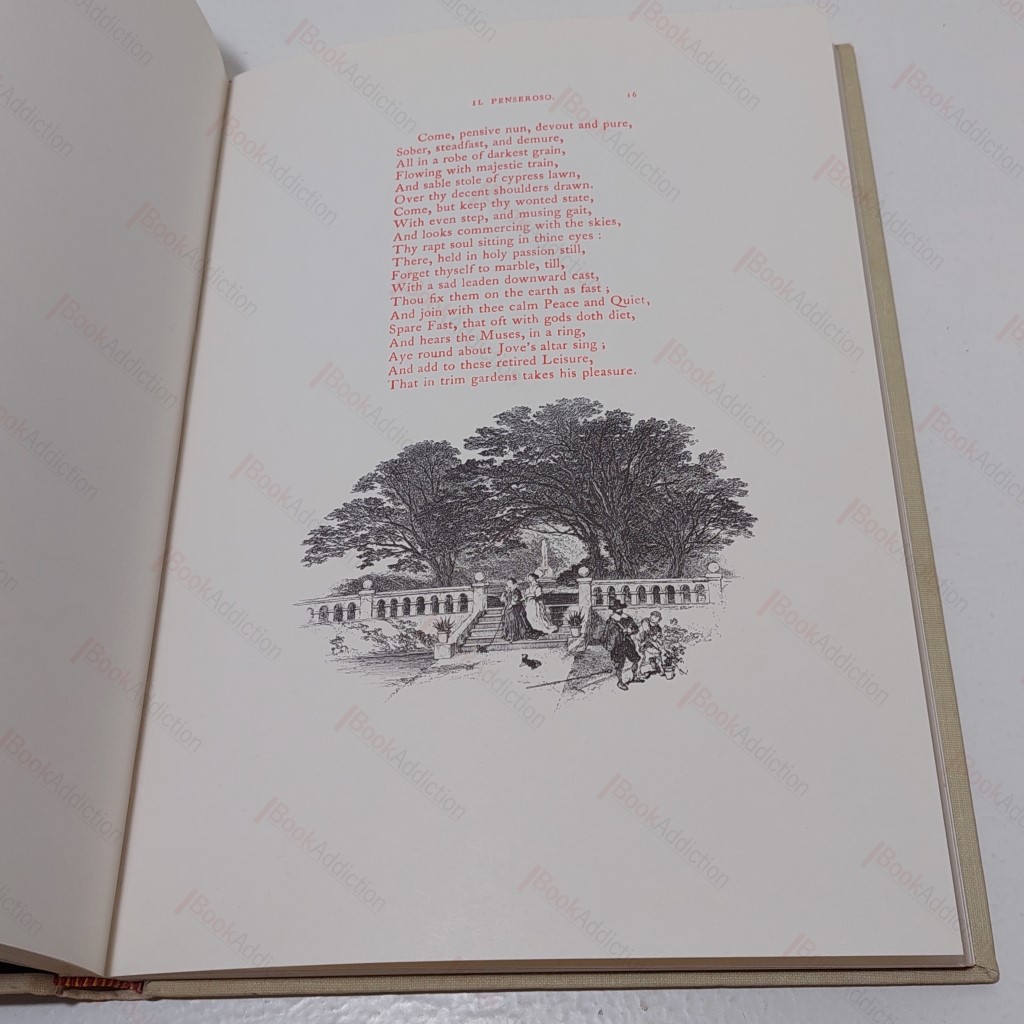 IL PENSEROSO. 16
Come, pensive nun, devout and pure,
Sober, steadfast, and demure,
All in a robe of darkest grain,
Flowing with majestic train,
And sable stole of cypress lawn,
Over thy decent shoulders drawn.
Come, but keep thy wonted state,
With even step, and musing gait,
And looks commercing with the skies,
Thy rapt soul sitting in thine eyes :
There, held in holy passion still,
Forget thyself to marble, till,
With a sad leaden downward cast,
Thou fix them on the earth as fast ;
And join with thee calm Peace and Quiet,
Spare Fast, that oft with gods doth diet,
And hears the Muses, in a ring,
Aye round about Jove's altar sing ;
And add to these retired Leisure,
That in trim gardens takes his pleasure.
BookAddiction